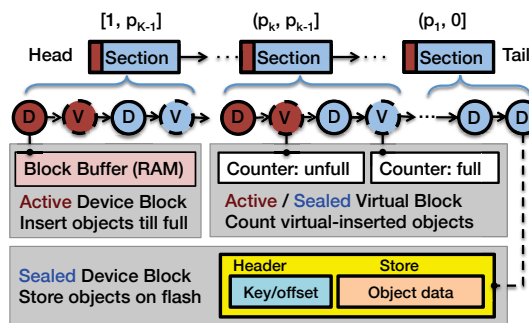 [1, pK-1] (pk, pk-1] (p1, 0]
Head Section ... Section ... Section Tail
D V D V D V D V ... D D
Block Buffer (RAM) Counter: unfull Counter: full
Active Device Block
Insert objects till full
Active / Sealed Virtual Block
Count virtual-inserted objects
Sealed Device Block
Store objects on flash
Header Store
Key/offset Object data